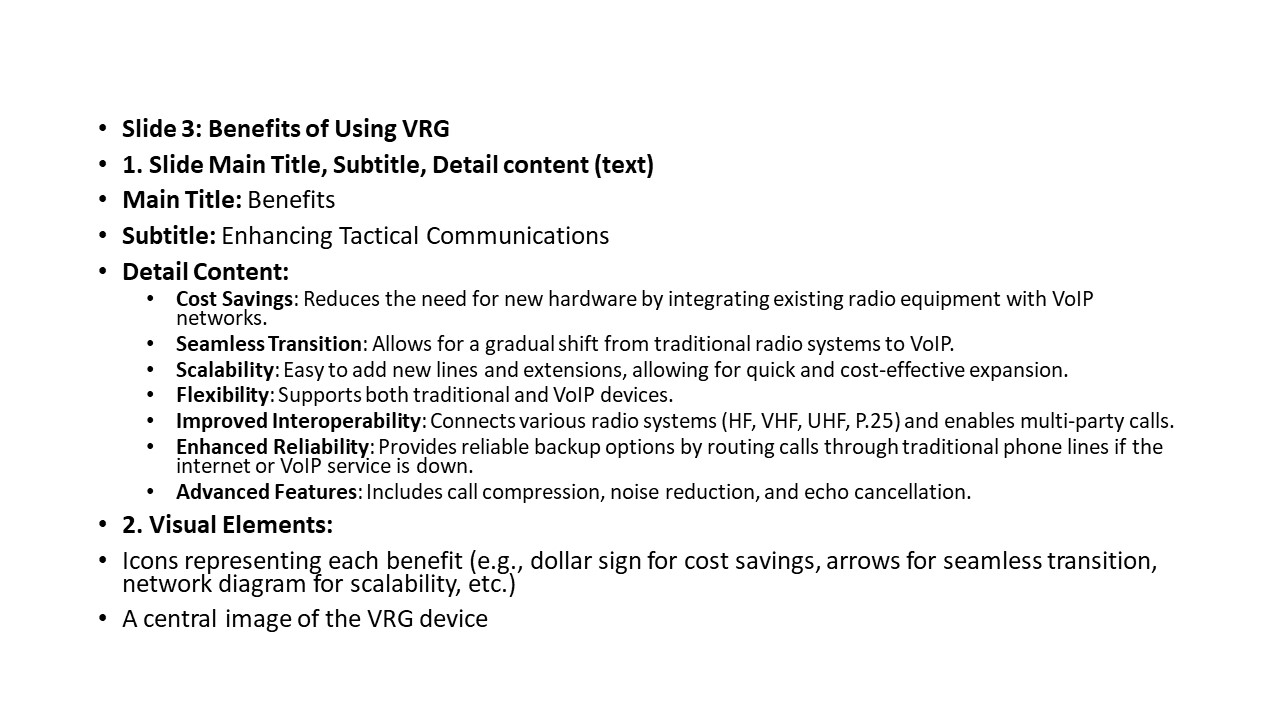 • Slide 3: Benefits of Using VRG
• 1. Slide Main Title, Subtitle, Detail content (text)
• Main Title: Benefits
• Subtitle: Enhancing Tactical Communications
• Detail Content:
• Cost Savings: Reduces the need for new hardware by integrating existing radio equipment with VoIP
networks.
• Seamless Transition: Allows for a gradual shift from traditional radio systems to VoIP.
• Scalability: Easy to add new lines and extensions, allowing for quick and cost-effective expansion.
• Flexibility: Supports both traditional and VoIP devices.
• Improved Interoperability: Connects various radio systems (HF, VHF, UHF, P.25) and enables multi-party calls.
• Enhanced Reliability: Provides reliable backup options by routing calls through traditional phone lines if the
internet or VoIP service is down.
• Advanced Features: Includes call compression, noise reduction, and echo cancellation.
• 2. Visual Elements:
• Icons representing each benefit (e.g., dollar sign for cost savings, arrows for seamless transition,
network diagram for scalability, etc.)
• A central image of the VRG device